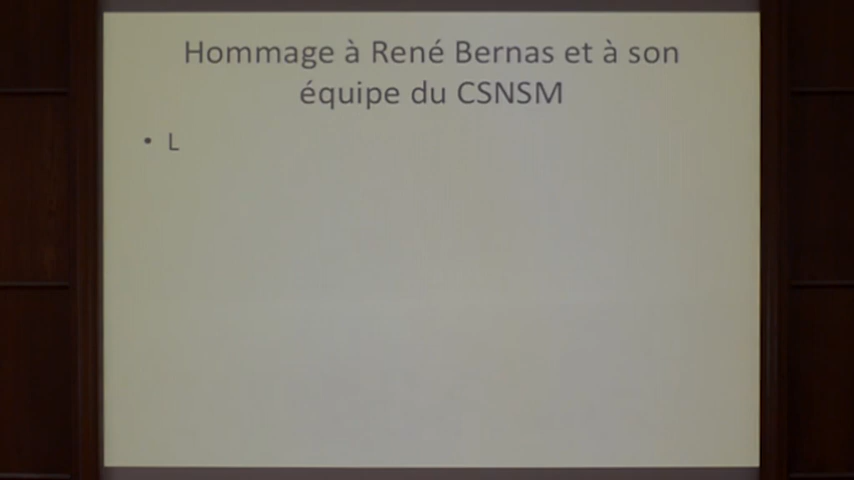 Hommage à René Bernas et à son
équipe du CSNSM
• L